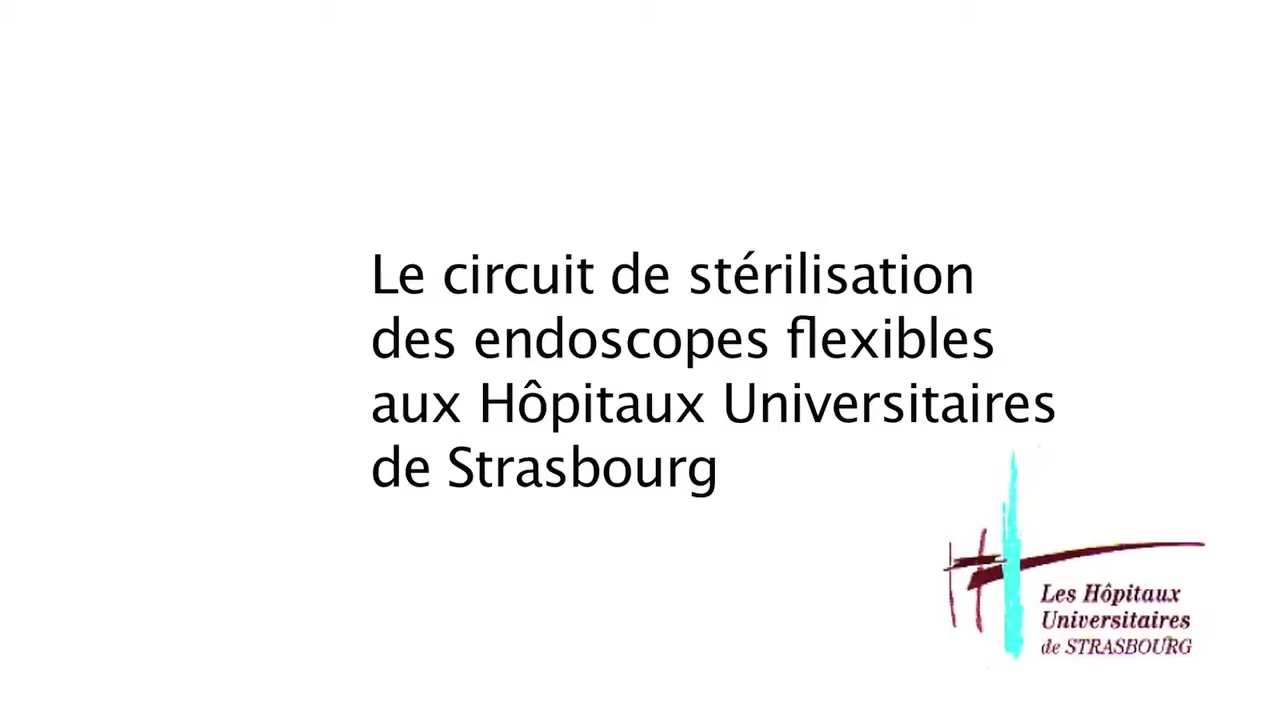 Le circuit de stérilisation
des endoscopes flexibles
aux Hôpitaux Universitaires
de Strasbourg
Les Hôpitaux
Universitaires
de STRASBOURG